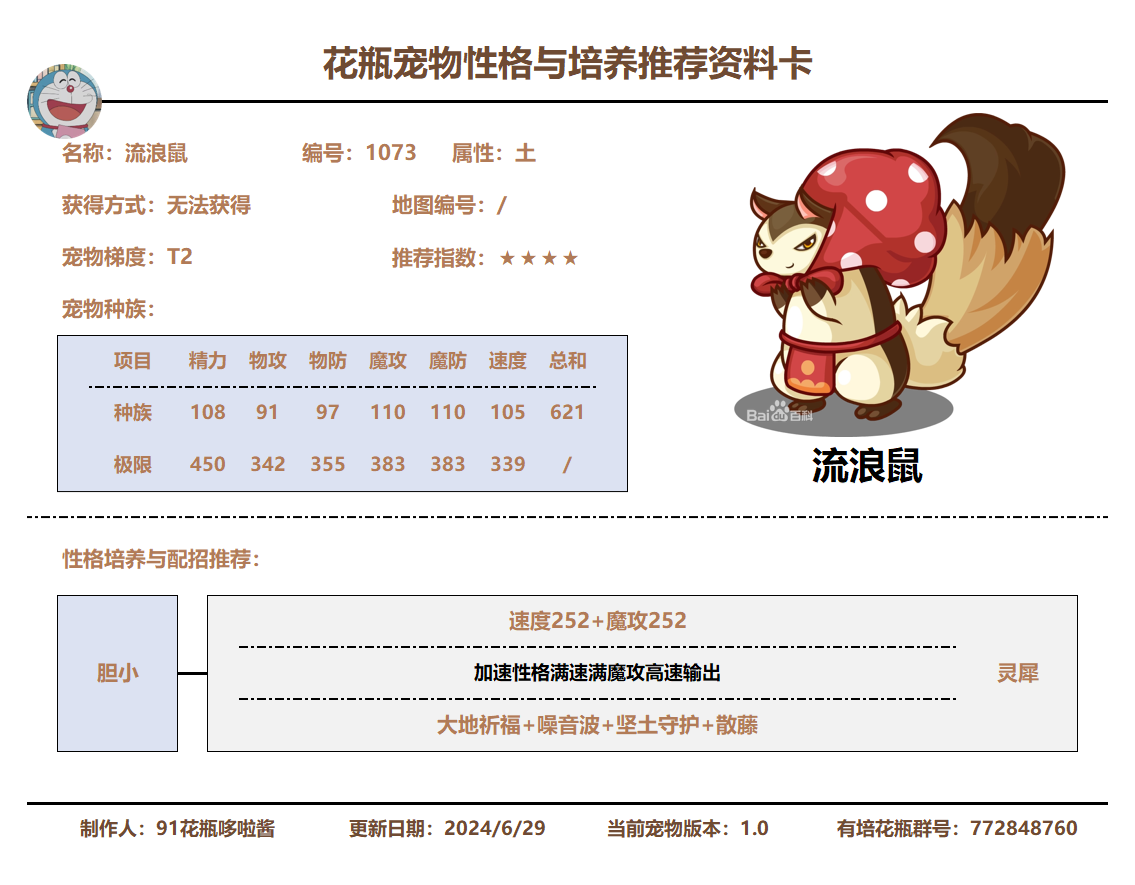 花瓶宠物性格与培养推荐资料卡
名称：流浪鼠 编号：1073 属性：土
获得方式：无法获得 地图编号：/
宠物梯度：T2 推荐指数：★★★★
宠物种族：
项目 精力 物攻 物防 魔攻 魔防 速度 总和
种族 108 91 97 110 110 105 621
极限 450 342 355 383 383 339 /
Baidu百科
流浪鼠
性格培养与配招推荐：
速度252+魔攻252
胆小 加速性格满速满魔攻高速输出 灵犀
大地祈福+噪音波+坚土守护+散藤
制作人：91花瓶哆啦酱 更新日期：2024/6/29 当前宠物版本：1.0 有培花瓶群号：772848760